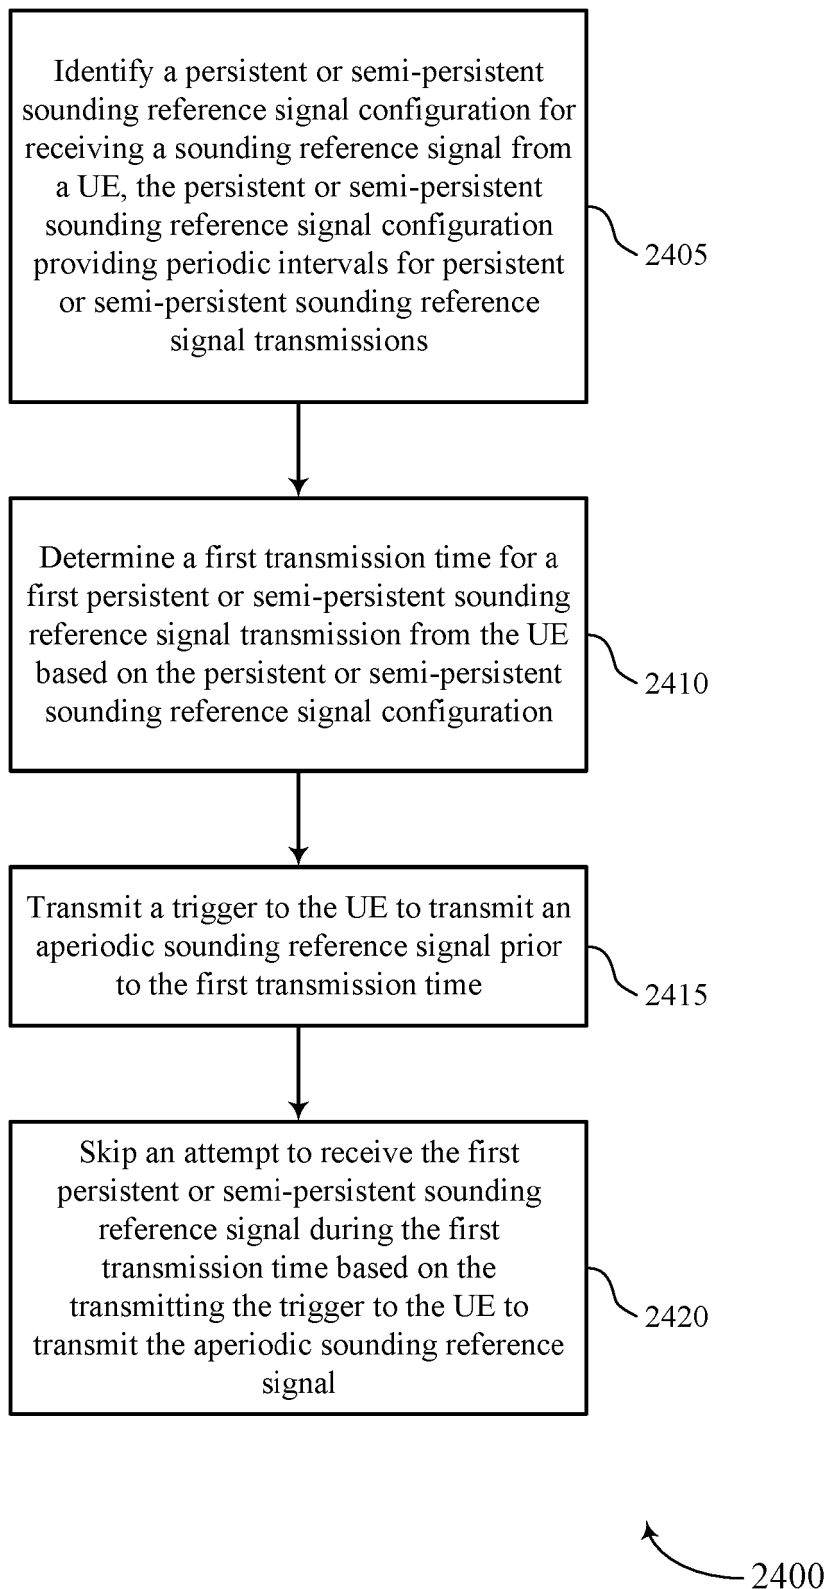 Identify a persistent or semi-persistent
sounding reference signal configuration for
receiving a sounding reference signal from
a UE, the persistent or semi-persistent
sounding reference signal configuration
providing periodic intervals for persistent
or semi-persistent sounding reference
signal transmissions
2405
Determine a first transmission time for a
first persistent or semi-persistent sounding
reference signal transmission from the UE
based on the persistent or semi-persistent
sounding reference signal configuration
2410
Transmit a trigger to the UE to transmit an
aperiodic sounding reference signal prior
to the first transmission time
2415
Skip an attempt to receive the first
persistent or semi-persistent sounding
reference signal during the first
transmission time based on the
transmitting the trigger to the UE to
transmit the aperiodic sounding reference
signal
2420
2400